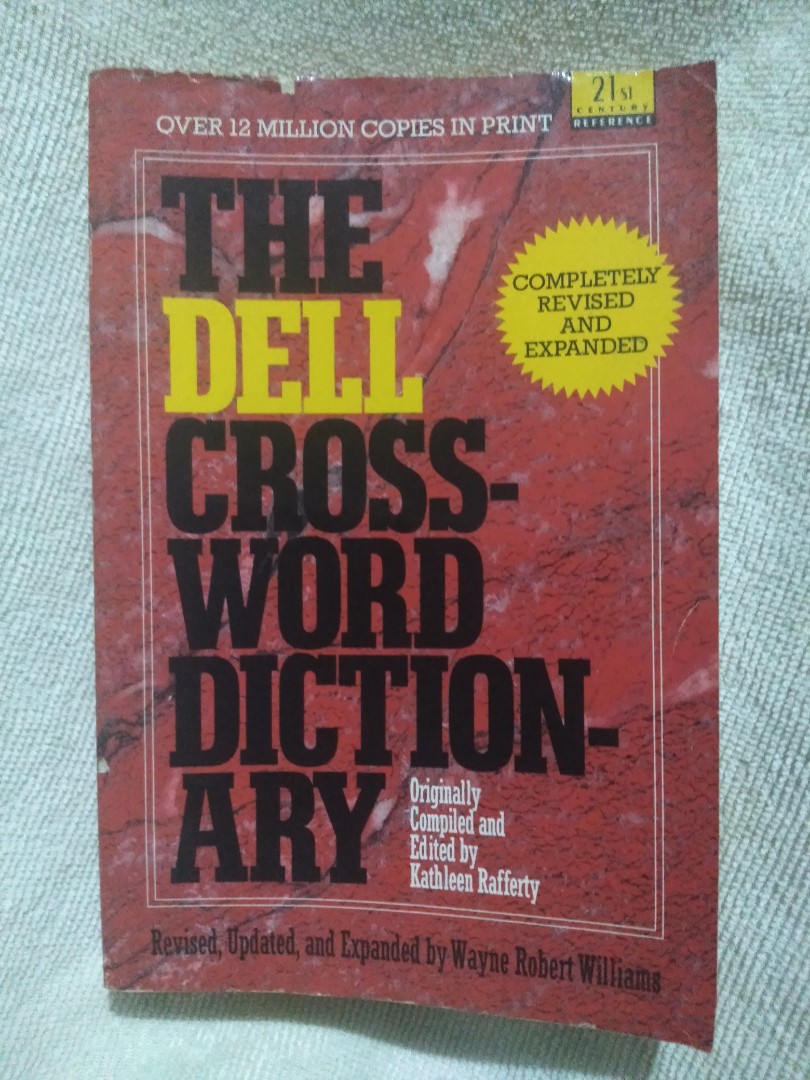 21ST
CENTURY
REFERENCE
OVER 12 MILLION COPIES IN PRINT
THE
DELL
CROSS-
WORD
DICTION-
ARY
COMPLETELY
REVISED
AND
EXPANDED
Originally
Compiled and
Edited by
Kathleen Rafferty
Revised, Updated, and Expanded by Wayne Robert Williams